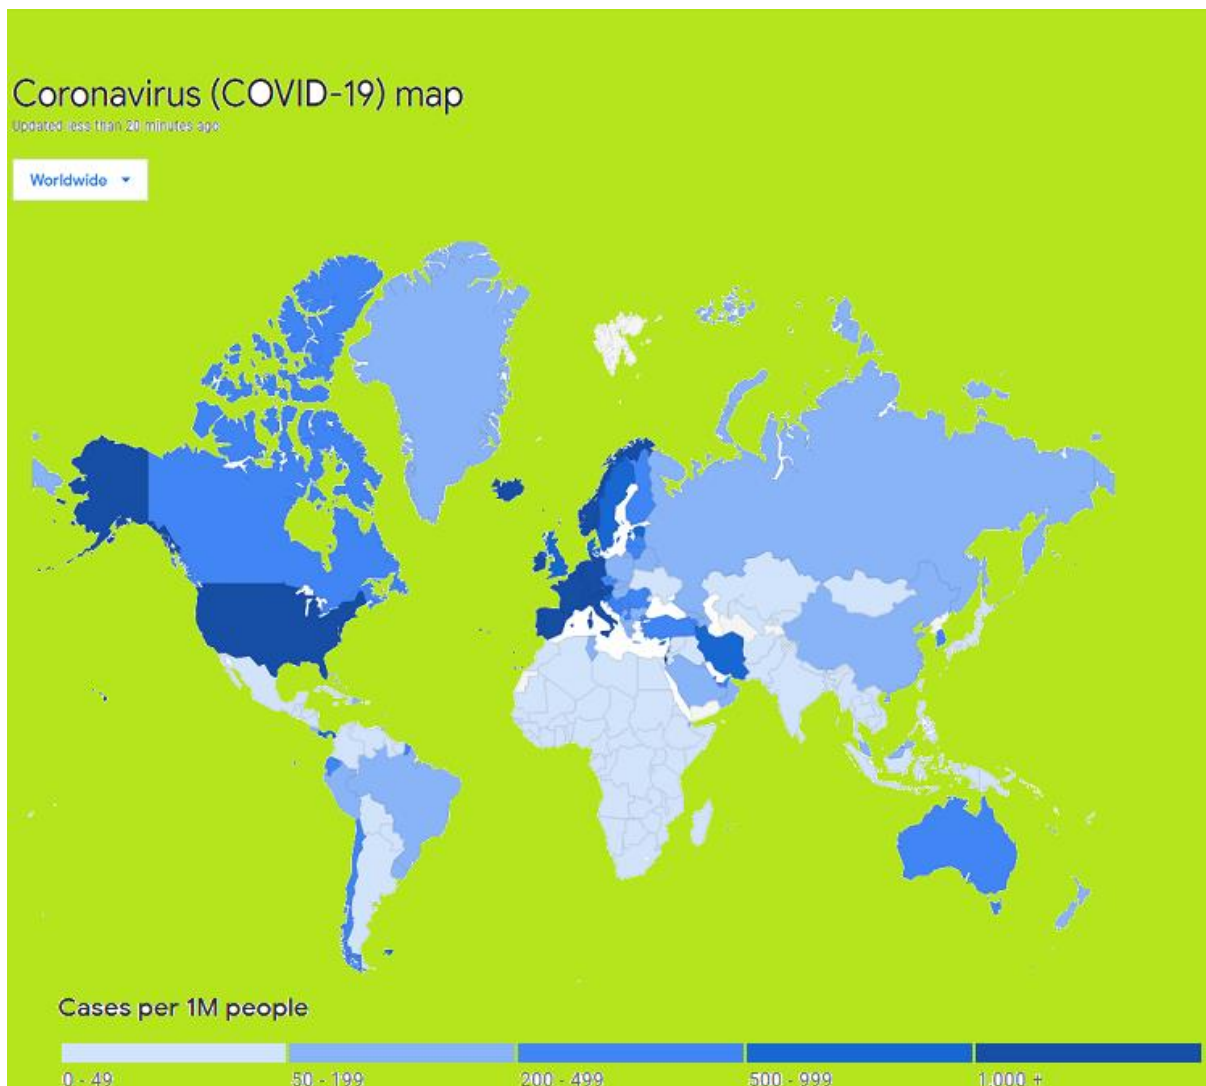 Coronavirus (COVID-19) map
Updated less than 20 minutes ago
Worldwide
Cases per 1M people
0 - 49 50 - 199 200 - 499 500 - 999 1.000 +